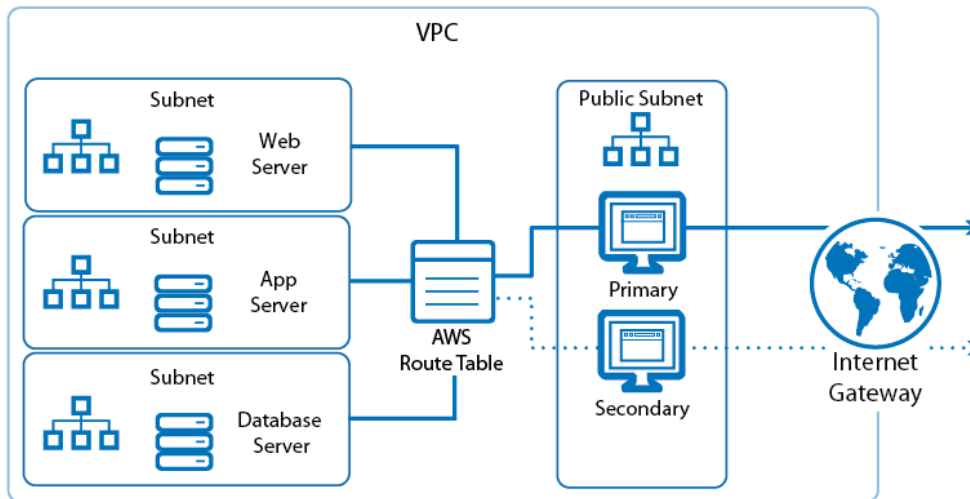 VPC
Subnet
Web
Server
Subnet
App
Server
Subnet
Database
Server
AWS
Route Table
Public Subnet
Primary
Secondary
Internet
Gateway